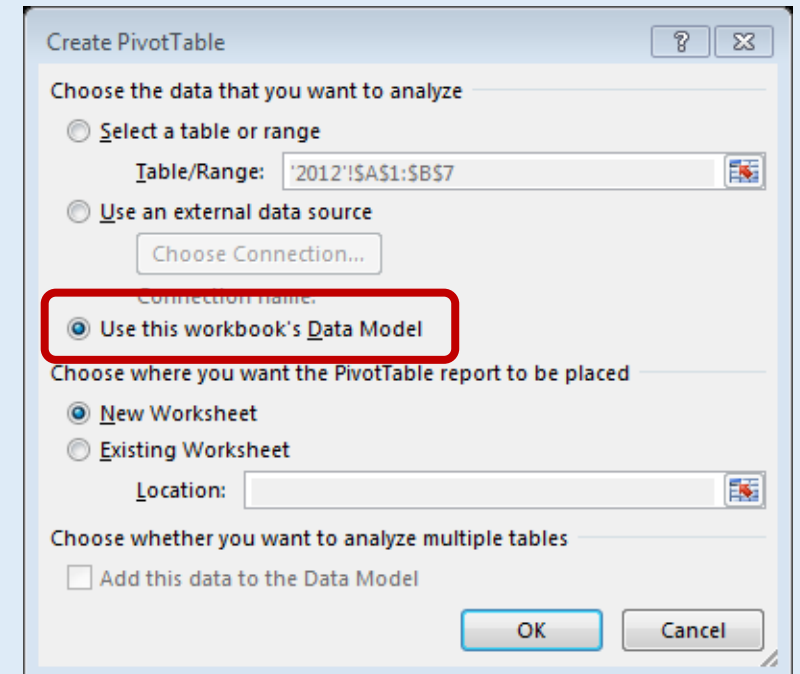 Create PivotTable
Choose the data that you want to analyze
Select a table or range
Table/Range: '2012'!$A$1:$B$7
Use an external data source
Choose Connection...
Connection name:
Use this workbook's Data Model
Choose where you want the PivotTable report to be placed
New Worksheet
Existing Worksheet
Location:
Choose whether you want to analyze multiple tables
Add this data to the Data Model
OK Cancel